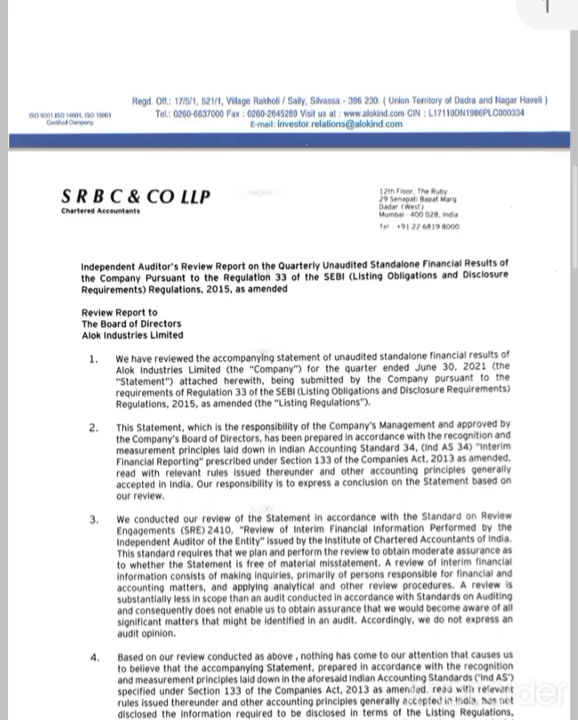 1
Regd. Off.: 17/5/1, 521/1, Village Rakholi / Saily, Silvassa - 396 230. ( Union Territory of Dadra and Nagar Haveli )
ISO 9001, ISO 14001, ISO 18001
Tel.: 0260-6637000 Fax : 0260-2645289 Visit us at : www.alokind.com CIN : L17110DN1986PLC000334
Certified Company
E-mail: investor.relations@alokind.com
S R B C & CO LLP
Chartered Accountants
12th Floor, The Ruby
29 Senapati Bapat Marg
Dadar (West)
Mumbai - 400 028, India
Tel : +91 22 6819 8000
Independent Auditor's Review Report on the Quarterly Unaudited Standalone Financial Results of
the Company Pursuant to the Regulation 33 of the SEBI (Listing Obligations and Disclosure
Requirements) Regulations, 2015, as amended
Review Report to
The Board of Directors
Alok Industries Limited
1. We have reviewed the accompanying statement of unaudited standalone financial results of
Alok Industries Limited (the "Company") for the quarter ended June 30, 2021 (the
"Statement") attached herewith, being submitted by the Company pursuant to the
requirements of Regulation 33 of the SEBI (Listing Obligations and Disclosure Requirements)
Regulations, 2015, as amended (the "Listing Regulations").
2. This Statement, which is the responsibility of the Company's Management and approved by
the Company's Board of Directors, has been prepared in accordance with the recognition and
measurement principles laid down in Indian Accounting Standard 34, (Ind AS 34) "Interim
Financial Reporting" prescribed under Section 133 of the Companies Act, 2013 as amended,
read with relevant rules issued thereunder and other accounting principles generally
accepted in India. Our responsibility is to express a conclusion on the Statement based on
our review.
3. We conducted our review of the Statement in accordance with the Standard on Review
Engagements (SRE) 2410, "Review of Interim Financial Information Performed by the
Independent Auditor of the Entity" issued by the Institute of Chartered Accountants of India.
This standard requires that we plan and perform the review to obtain moderate assurance as
to whether the Statement is free of material misstatement. A review of interim financial
information consists of making inquiries, primarily of persons responsible for financial and
accounting matters, and applying analytical and other review procedures. A review is
substantially less in scope than an audit conducted in accordance with Standards on Auditing
and consequently does not enable us to obtain assurance that we would become aware of all
significant matters that might be identified in an audit. Accordingly, we do not express an
audit opinion.
4. Based on our review conducted as above , nothing has come to our attention that causes us
to believe that the accompanying Statement, prepared in accordance with the recognition
and measurement principles laid down in the aforesaid Indian Accounting Standards ('Ind AS')
specified under Section 133 of the Companies Act, 2013 as amended, read with relevant
rules issued thereunder and other accounting principles generally accepted in India, has not
disclosed the information required to be disclosed in terms of the Listing Regulations,